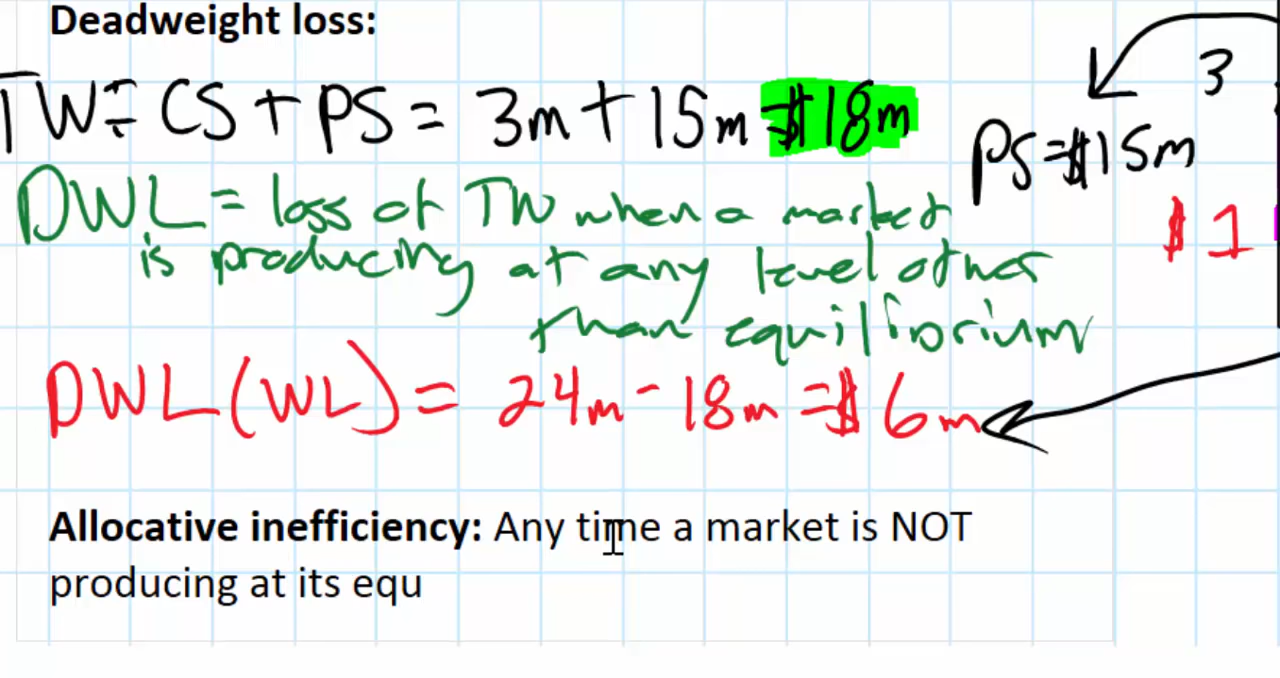 Deadweight loss:
3
TW = CS + PS = 3m + 15m = $18m
PS = $15m
DWL = loss of TW when a market
$1
is producing at any level other
than equilibrium
DWL (WL) = 24m - 18m = $6m
Allocative inefficiency: Any time a market is NOT
producing at its equ